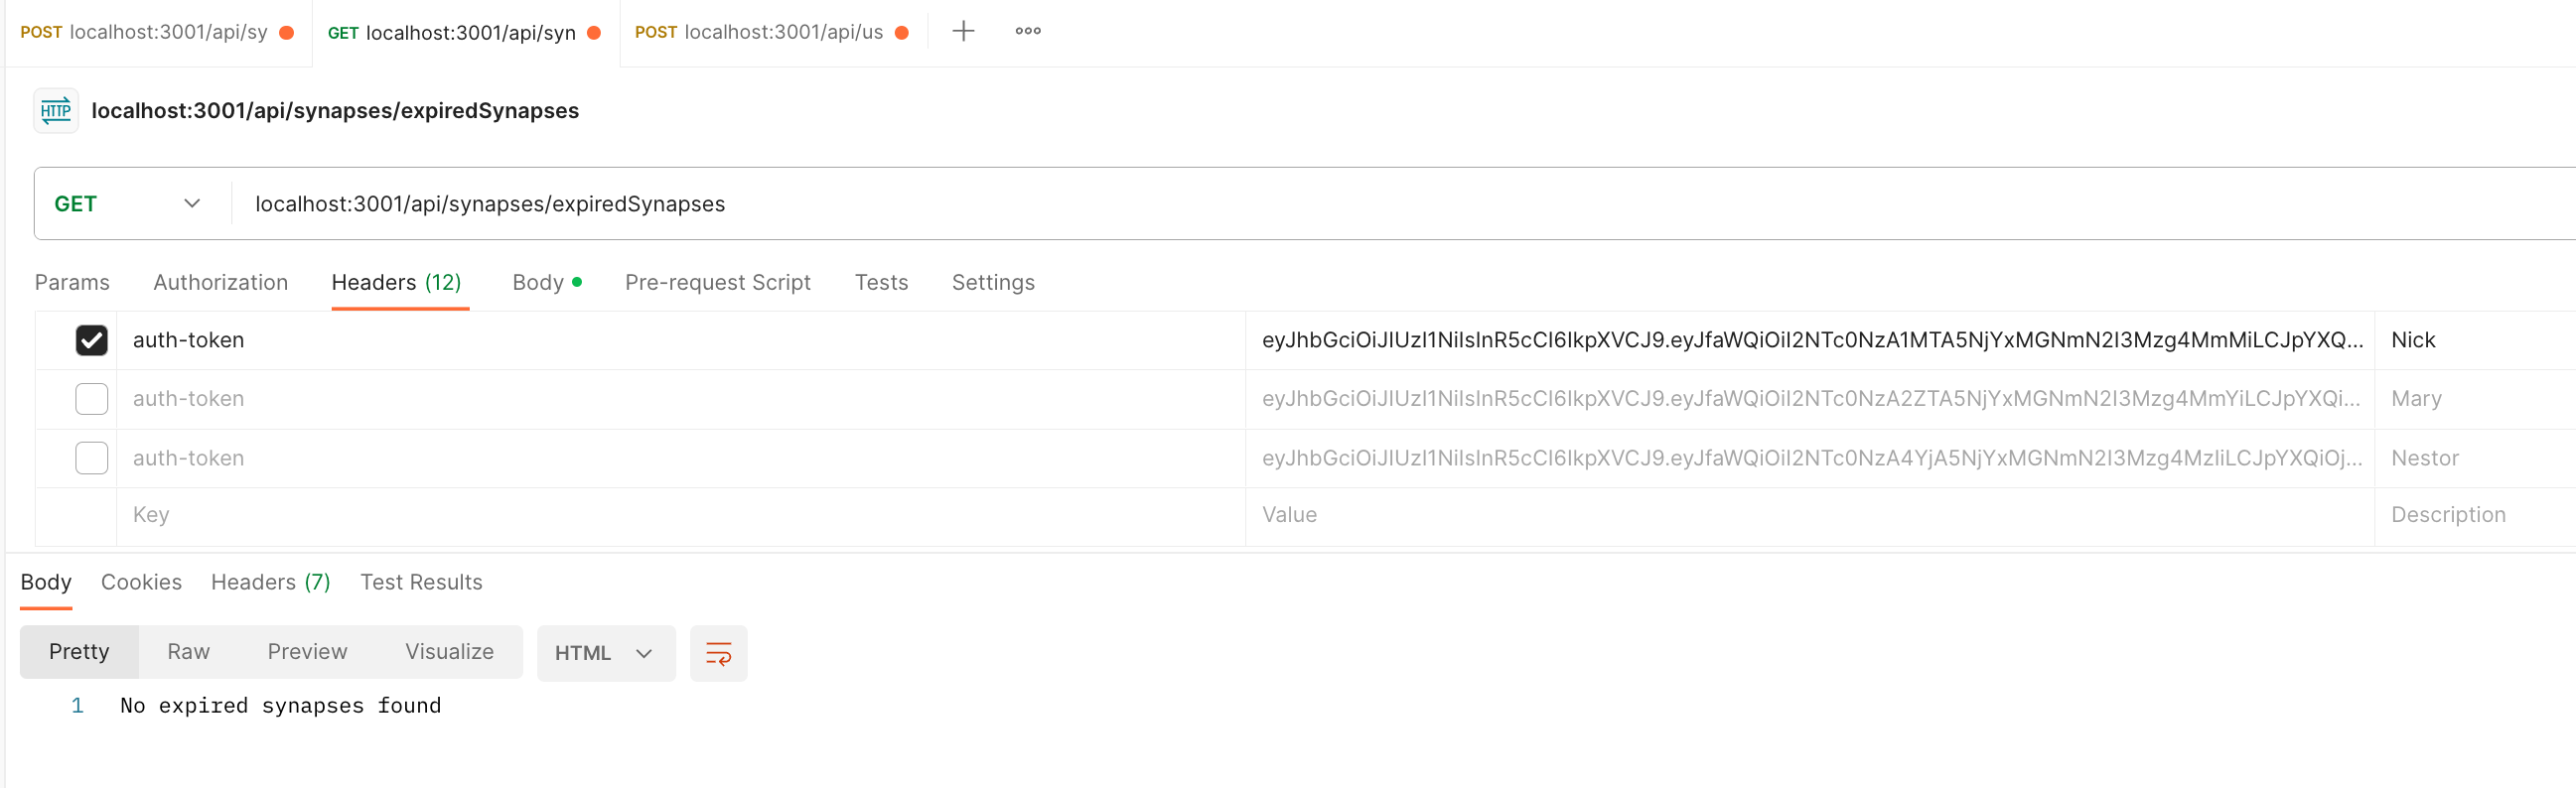 POST localhost:3001/api/sy GET localhost:3001/api/syn POST localhost:3001/api/us
HTTP localhost:3001/api/synapses/expiredSynapses
GET localhost:3001/api/synapses/expiredSynapses
Params Authorization Headers (12) Body Pre-request Script Tests Settings
auth-token eyJhbGciOiJIUzI1NiIsInR5cCI6IkpXVCJ9.eyJfaWQiOiI2NTc0NzA1MTA5NjYxMGNmN2I3Mzg4MmMiLCJpYXQ... Nick
auth-token eyJhbGciOiJIUzI1NiIsInR5cCI6IkpXVCJ9.eyJfaWQiOiI2NTc0NzA2ZTA5NjYxMGNmN2I3Mzg4MmYiLCJpYXQi... Mary
auth-token eyJhbGciOiJIUzI1NiIsInR5cCI6IkpXVCJ9.eyJfaWQiOiI2NTc0NzA4YjA5NjYxMGNmN2I3Mzg4MzIiLCJpYXQiOj... Nestor
Key Value Description
Body Cookies Headers (7) Test Results
Pretty Raw Preview Visualize HTML
1 No expired synapses found